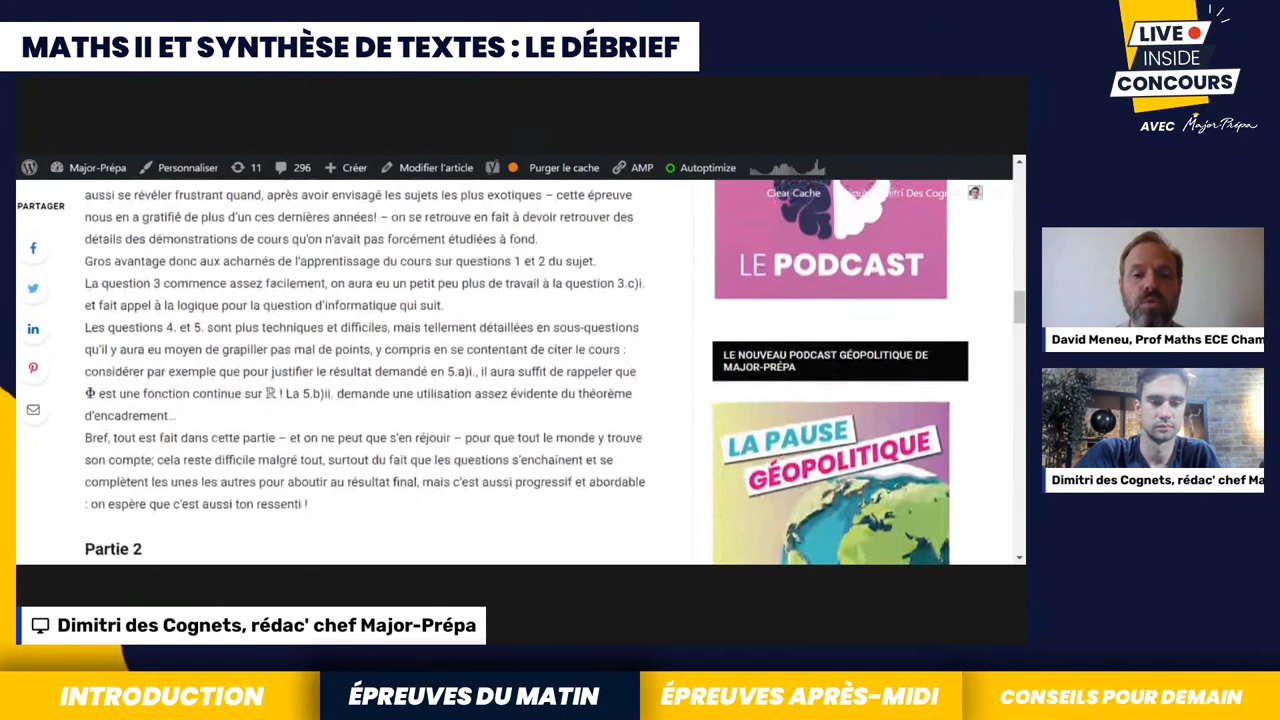 MATHS II ET SYNTHÈSE DE TEXTES : LE DÉBRIEF
LIVE
INSIDE
CONCOURS
AVEC Major-Prépa
Major-Prépa Personnaliser 11 296 Créer Modifier l'article Purger le cache AMP Autoptimize
Clear Cache
PARTAGER
aussi se révéler frustrant quand, après avoir envisagé les sujets les plus exotiques – cette épreuve
nous en a gratifié de plus d'un ces dernières années! – on se retrouve en fait à devoir retrouver des
détails des démonstrations de cours qu'on n'avait pas forcément étudiées à fond.
Gros avantage donc aux acharnés de l'apprentissage du cours sur questions 1 et 2 du sujet.
La question 3 commence assez facilement, on aura eu un petit peu plus de travail à la question 3.c)i.
et fait appel à la logique pour la question d'informatique qui suit.
Les questions 4. et 5. sont plus techniques et difficiles, mais tellement détaillées en sous-questions
qu'il y aura eu moyen de grapiller pas mal de points, y compris en se contentant de citer le cours :
considérer par exemple que pour justifier le résultat demandé en 5.a)i., il aura suffit de rappeler que
Φ est une fonction continue sur ℝ ! La 5.b)ii. demande une utilisation assez évidente du théorème
d'encadrement...
Bref, tout est fait dans cette partie – et on ne peut que s'en réjouir – pour que tout le monde y trouve
son compte; cela reste difficile malgré tout, surtout du fait que les questions s'enchaînent et se
complètent les unes les autres pour aboutir au résultat final, mais c'est aussi progressif et abordable
: on espère que c'est aussi ton ressenti !
Partie 2
LE PODCAST
LE NOUVEAU PODCAST GÉOPOLITIQUE DE
MAJOR-PRÉPA
LA PAUSE
GÉOPOLITIQUE
David Meneu, Prof Maths ECE Cham
Dimitri des Cognets, rédac' chef Ma
Dimitri des Cognets, rédac' chef Major-Prépa
INTRODUCTION
ÉPREUVES DU MATIN
ÉPREUVES APRÈS-MIDI
CONSEILS POUR DEMAIN